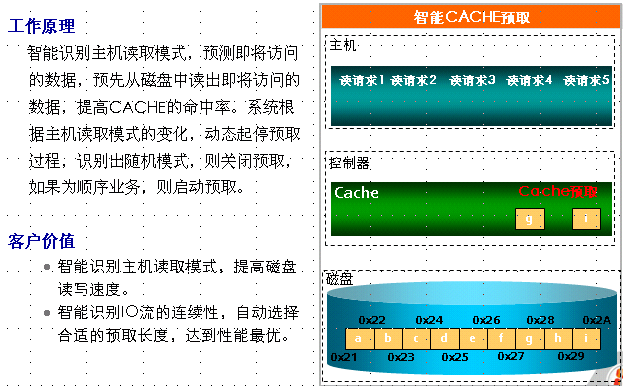 工作原理
智能识别主机读取模式，预测即将访问
的数据，预先从磁盘中读出即将访问的
数据，提高CACHE的命中率。系统根
据主机读取模式的变化，动态起停预取
过程，识别出随机模式，则关闭预取，
如果为顺序业务，则启动预取。
客户价值
智能识别主机读取模式，提高磁盘
读写速度。
智能识别IO流的连续性，自动选择
合适的预取长度，达到性能最优。
智能CACHE预取
主机
读请求1 读请求2 读请求3 读请求4 读请求5
控制器
Cache
Cache预取
g i
磁盘
0x22 0x24 0x26 0x28 0x2A
a b c d e f g h i
0x21 0x23 0x25 0x27 0x29